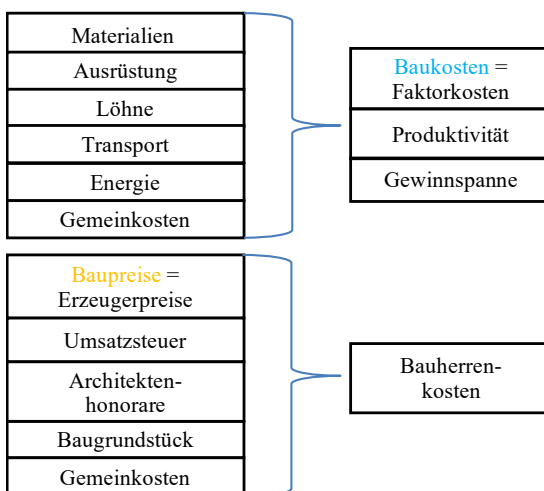 Materialien
Ausrüstung
Löhne
Transport
Energie
Gemeinkosten
Baukosten =
Faktorkosten
Produktivität
Gewinnspanne
Baupreise =
Erzeugerpreise
Umsatzsteuer
Architekten-
honorare
Baugrundstück
Gemeinkosten
Bauherren-
kosten